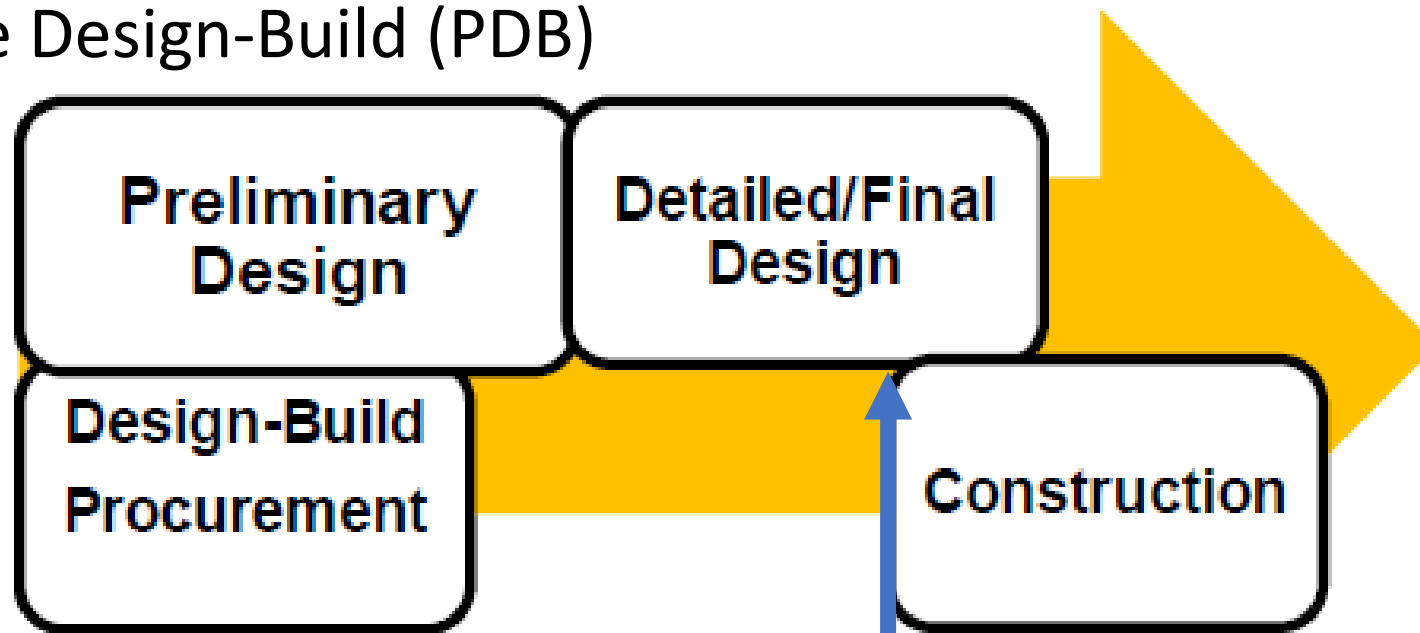 e Design-Build (PDB)
Preliminary
Design
Detailed/Final
Design
Design-Build
Procurement
Construction